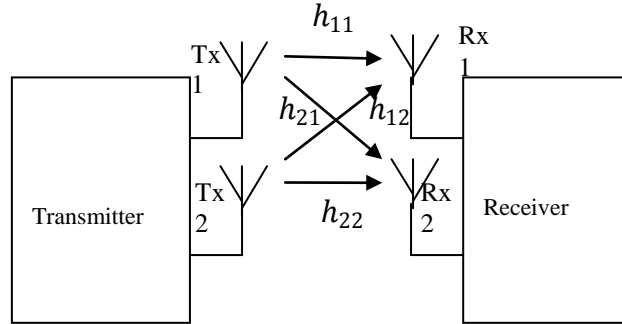 h₁₁
Tx
1
Rx
1
h₂₁
h₁₂
Tx
2
Rx
2
Transmitter
Receiver
h₂₂